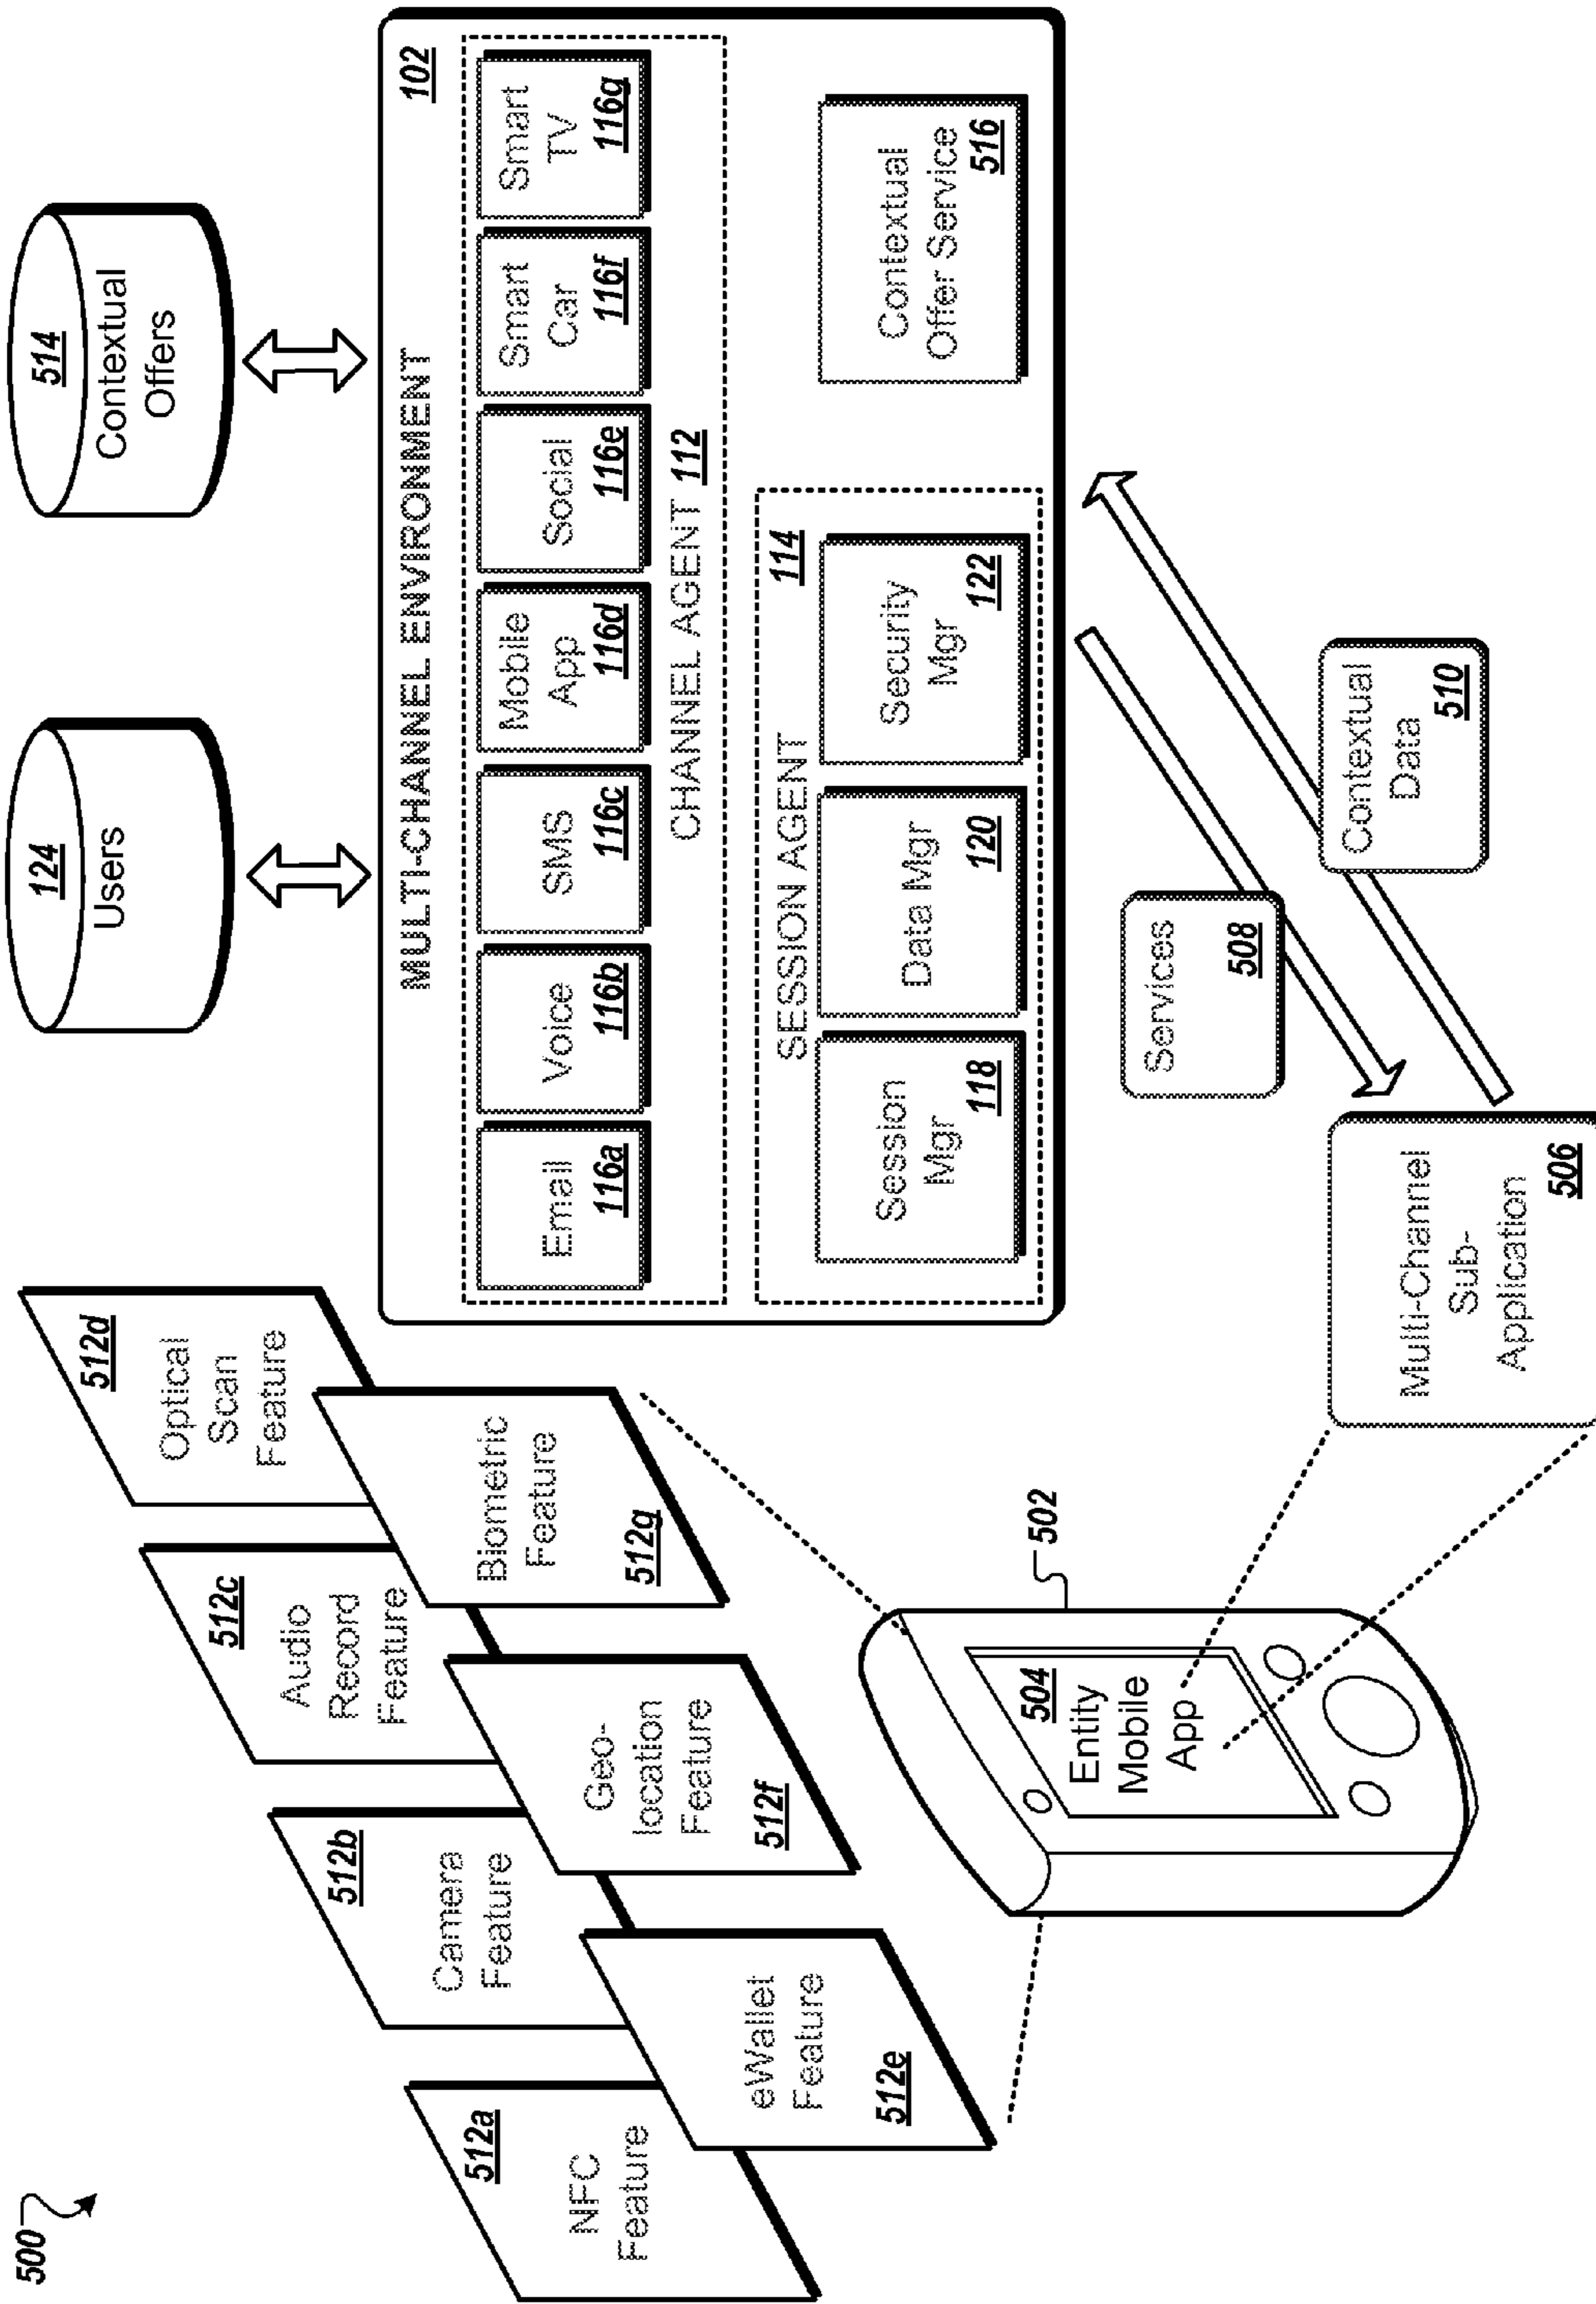 500
512a
NFC
Feature
512b
Camera
Feature
512c
Audio
Record
Feature
512d
Optical
Scan
Feature
eWallet
Feature
512e
Geo-
location
Feature
512f
Biometric
Feature
512g
502
504
Entity
Mobile
App
124
Users
514
Contextual
Offers
MULTI-CHANNEL ENVIRONMENT 102
Email
116a
Voice
116b
SMS
116c
Mobile
App
116d
Social
116e
Smart
Car
116f
Smart
TV
116g
CHANNEL AGENT 112
SESSION AGENT 114
Session
Mgr
118
Data Mgr
120
Security
Mgr
122
Contextual
Offer Service
516
Services
508
Contextual
Data
510
Multi-Channel
Sub-
Application
506